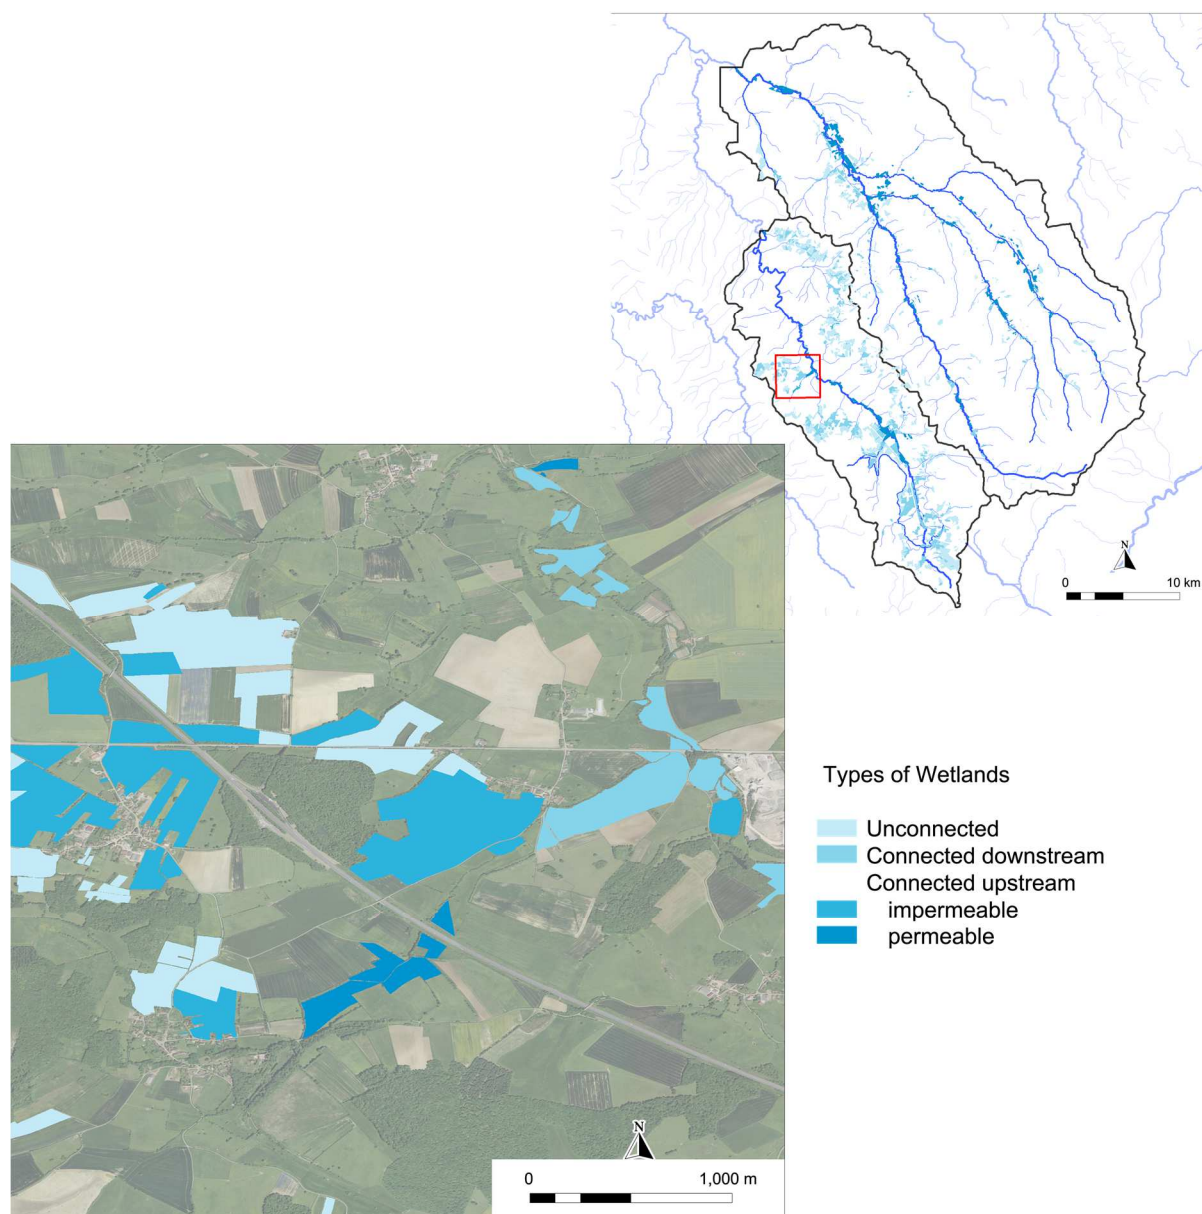 N
0 10 km
Types of Wetlands
Unconnected
Connected downstream
Connected upstream
impermeable
permeable
N
0 1,000 m